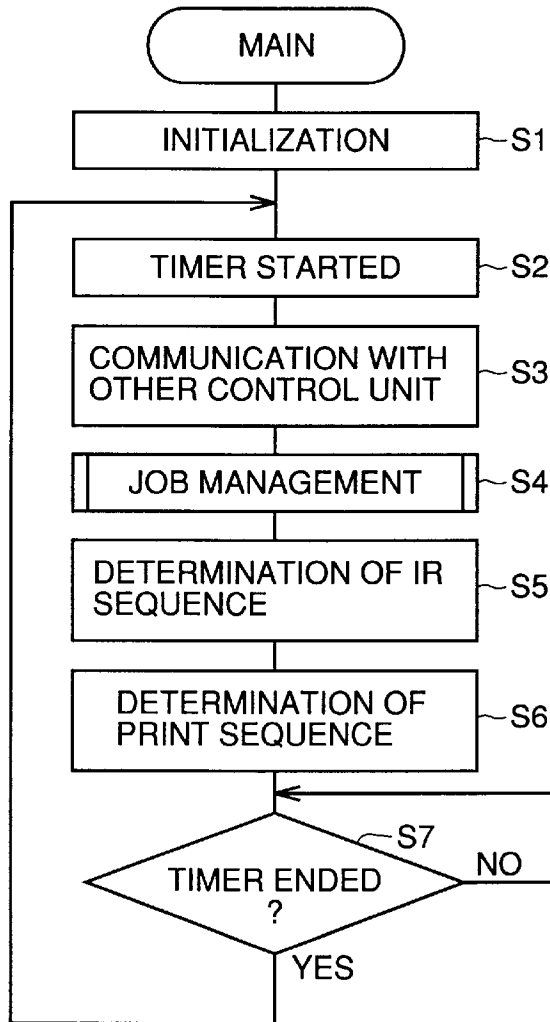 MAIN
INITIALIZATION
S1
TIMER STARTED
S2
COMMUNICATION WITH
OTHER CONTROL UNIT
S3
JOB MANAGEMENT
S4
DETERMINATION OF IR
SEQUENCE
S5
DETERMINATION OF
PRINT SEQUENCE
S6
S7
TIMER ENDED
?
NO
YES